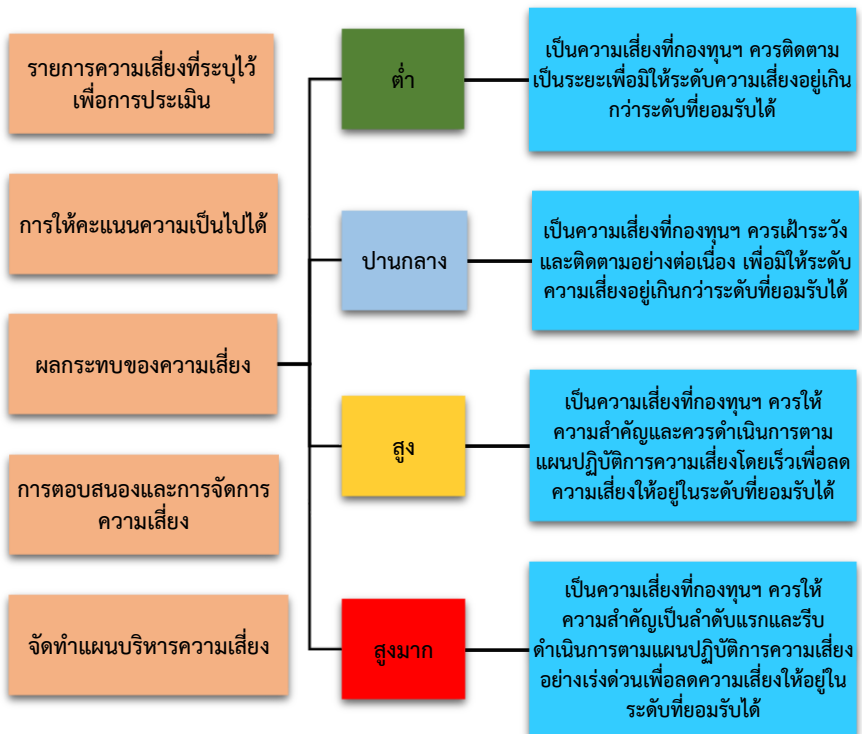 รายการความเสี่ยงที่ระบุไว้
เพื่อการประเมิน
การให้คะแนนความเป็นไปได้
ผลกระทบของความเสี่ยง
การตอบสนองและการจัดการ
ความเสี่ยง
จัดทำแผนบริหารความเสี่ยง
ต่ำ
เป็นความเสี่ยงที่กองทุนฯ ควรติดตาม
เป็นระยะเพื่อมิให้ระดับความเสี่ยงอยู่เกิน
กว่าระดับที่ยอมรับได้
ปานกลาง
เป็นความเสี่ยงที่กองทุนฯ ควรเฝ้าระวัง
และติดตามอย่างต่อเนื่อง เพื่อมิให้ระดับ
ความเสี่ยงอยู่เกินกว่าระดับที่ยอมรับได้
สูง
เป็นความเสี่ยงที่กองทุนฯ ควรให้
ความสำคัญและควรดำเนินการตาม
แผนปฏิบัติการความเสี่ยงโดยเร็วเพื่อลด
ความเสี่ยงให้อยู่ในระดับที่ยอมรับได้
สูงมาก
เป็นความเสี่ยงที่กองทุนฯ ควรให้
ความสำคัญเป็นลำดับแรกและรีบ
ดำเนินการตามแผนปฏิบัติการความเสี่ยง
อย่างเร่งด่วนเพื่อลดความเสี่ยงให้อยู่ใน
ระดับที่ยอมรับได้